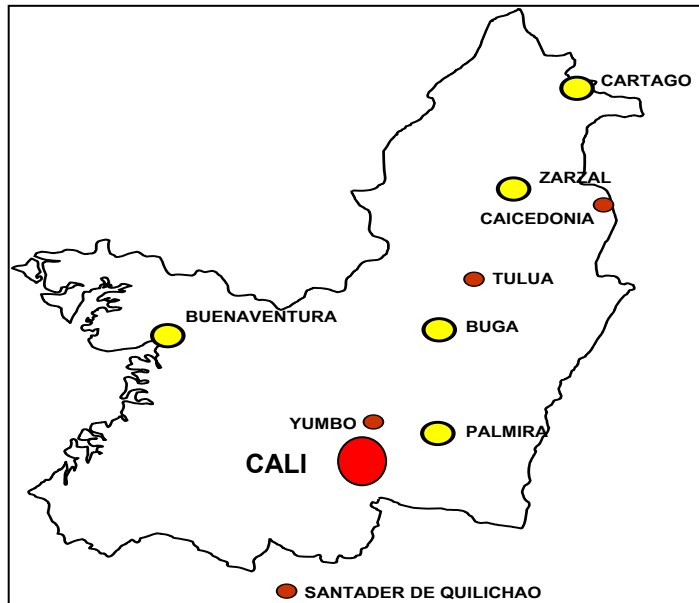 CARTAGO
ZARZAL
CAICEDONIA
TULUA
BUENAVENTURA
BUGA
YUMBO
PALMIRA
CALI
SANTADER DE QUILICHAO